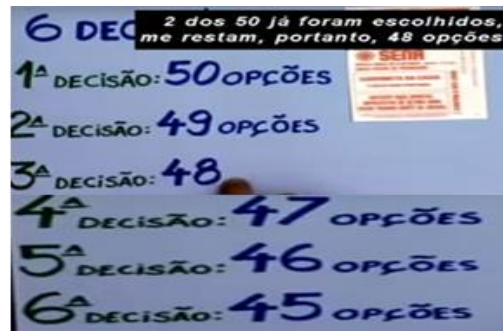 6 DEC
2 dos 50 já foram escolhidos,
me restam, portanto, 48 opções
SENA
1ª DECISÃO: 50 OPÇÕES
2ª DECISÃO: 49 OPÇÕES
3ª DECISÃO: 48
4ª DECISÃO: 47 OPÇÕES
5ª DECISÃO: 46 OPÇÕES
6ª DECISÃO: 45 OPÇÕES